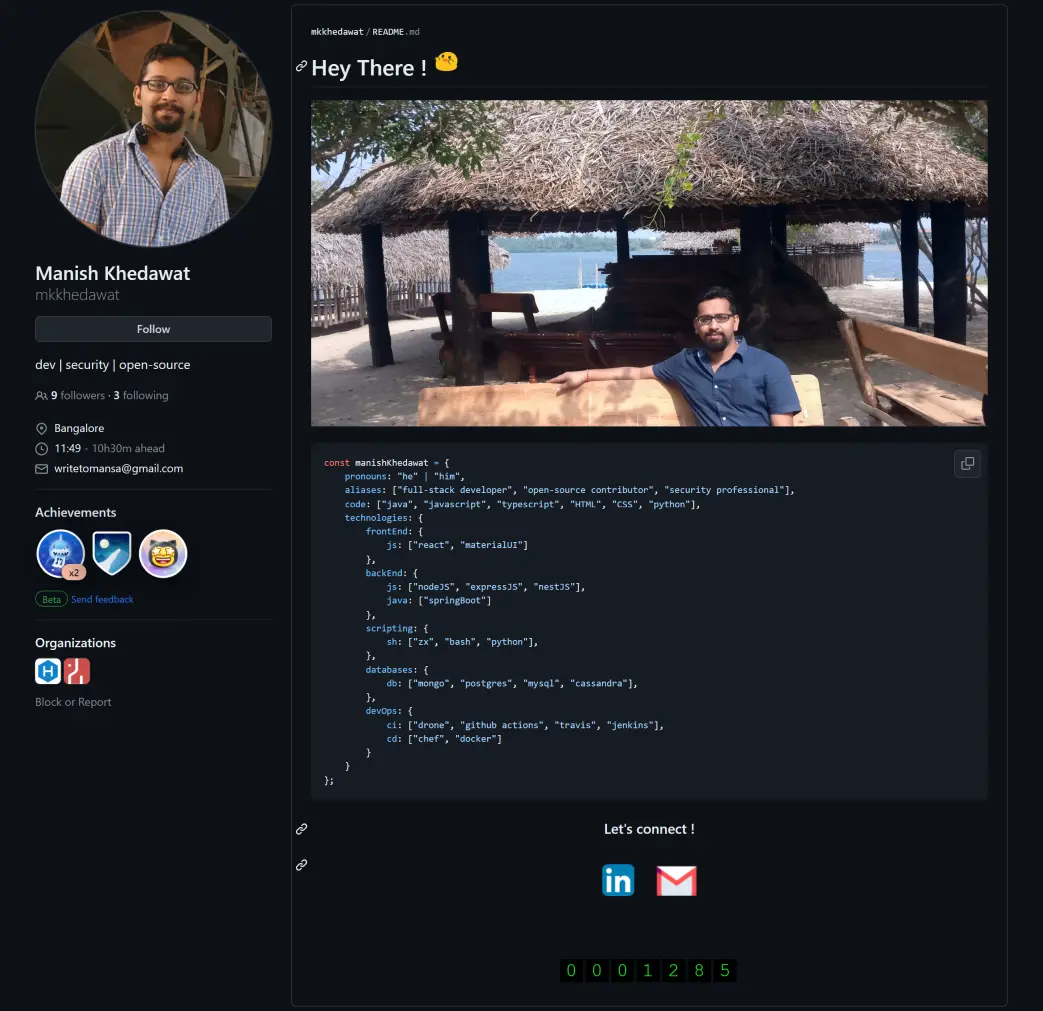 Manish Khedawat
mkkhedawat
Follow
dev | security | open-source
9 followers · 3 following
Bangalore
11:49 - 10h30m ahead
writetomansa@gmail.com
Achievements
x2
Beta Send feedback
Organizations
H
Block or Report
mkkhedawat / README.md
Hey There !
const manishKhedawat = {
    pronouns: "he" | "him",
    aliases: ["full-stack developer", "open-source contributor", "security professional"],
    code: ["java", "javascript", "typescript", "HTML", "CSS", "python"],
    technologies: {
        frontEnd: {
            js: ["react", "materialUI"]
        },
        backEnd: {
            js: ["nodeJS", "expressJS", "nestJS"],
            java: ["springBoot"]
        },
        scripting: {
            sh: ["zx", "bash", "python"],
        },
        databases: {
            db: ["mongo", "postgres", "mysql", "cassandra"],
        },
        devOps: {
            ci: ["drone", "github actions", "travis", "jenkins"],
            cd: ["chef", "docker"]
        }
    }
};
Let's connect !
in
0 0 0 1 2 8 5